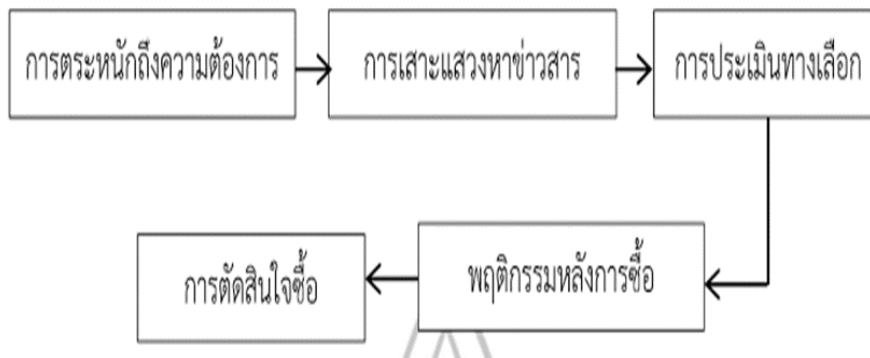 การตระหนักถึงความต้องการ
การเสาะแสวงหาข่าวสาร
การประเมินทางเลือก
พฤติกรรมหลังการซื้อ
การตัดสินใจซื้อ